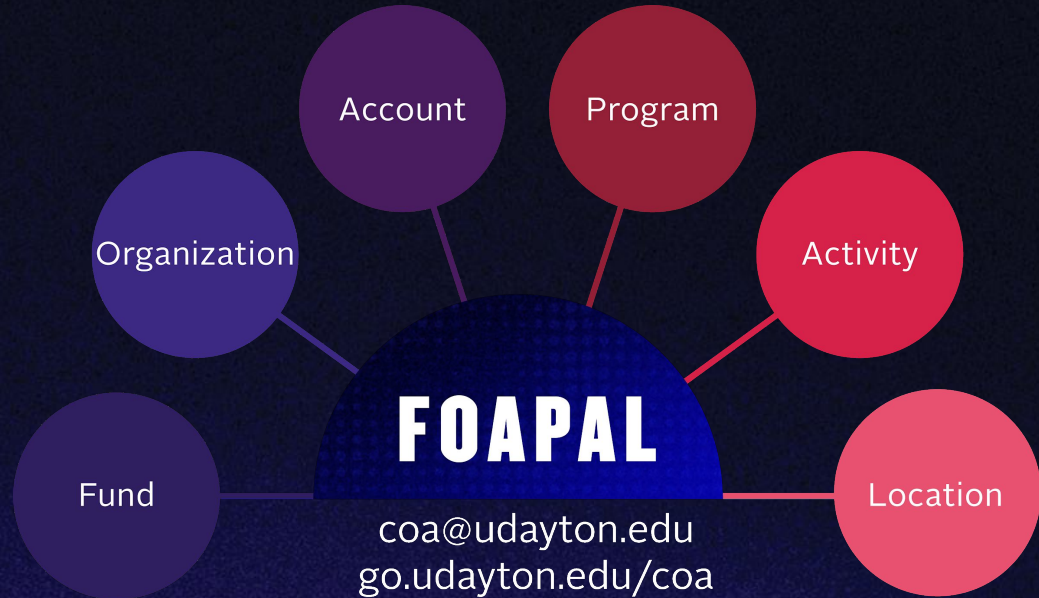 Account
Program
Organization
Activity
FOAPAL
Fund
Location
coa@udayton.edu
go.udayton.edu/coa